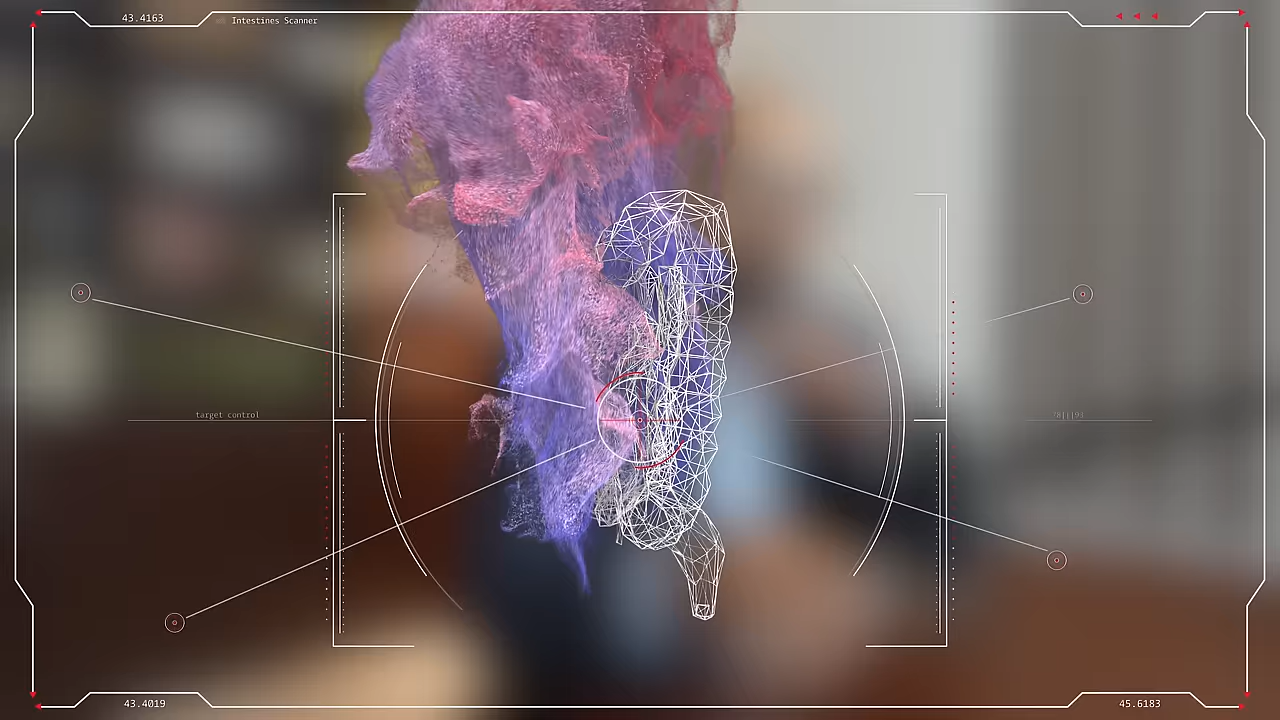 43.4163
Intestines Scanner
target control
43.4019
45.6183